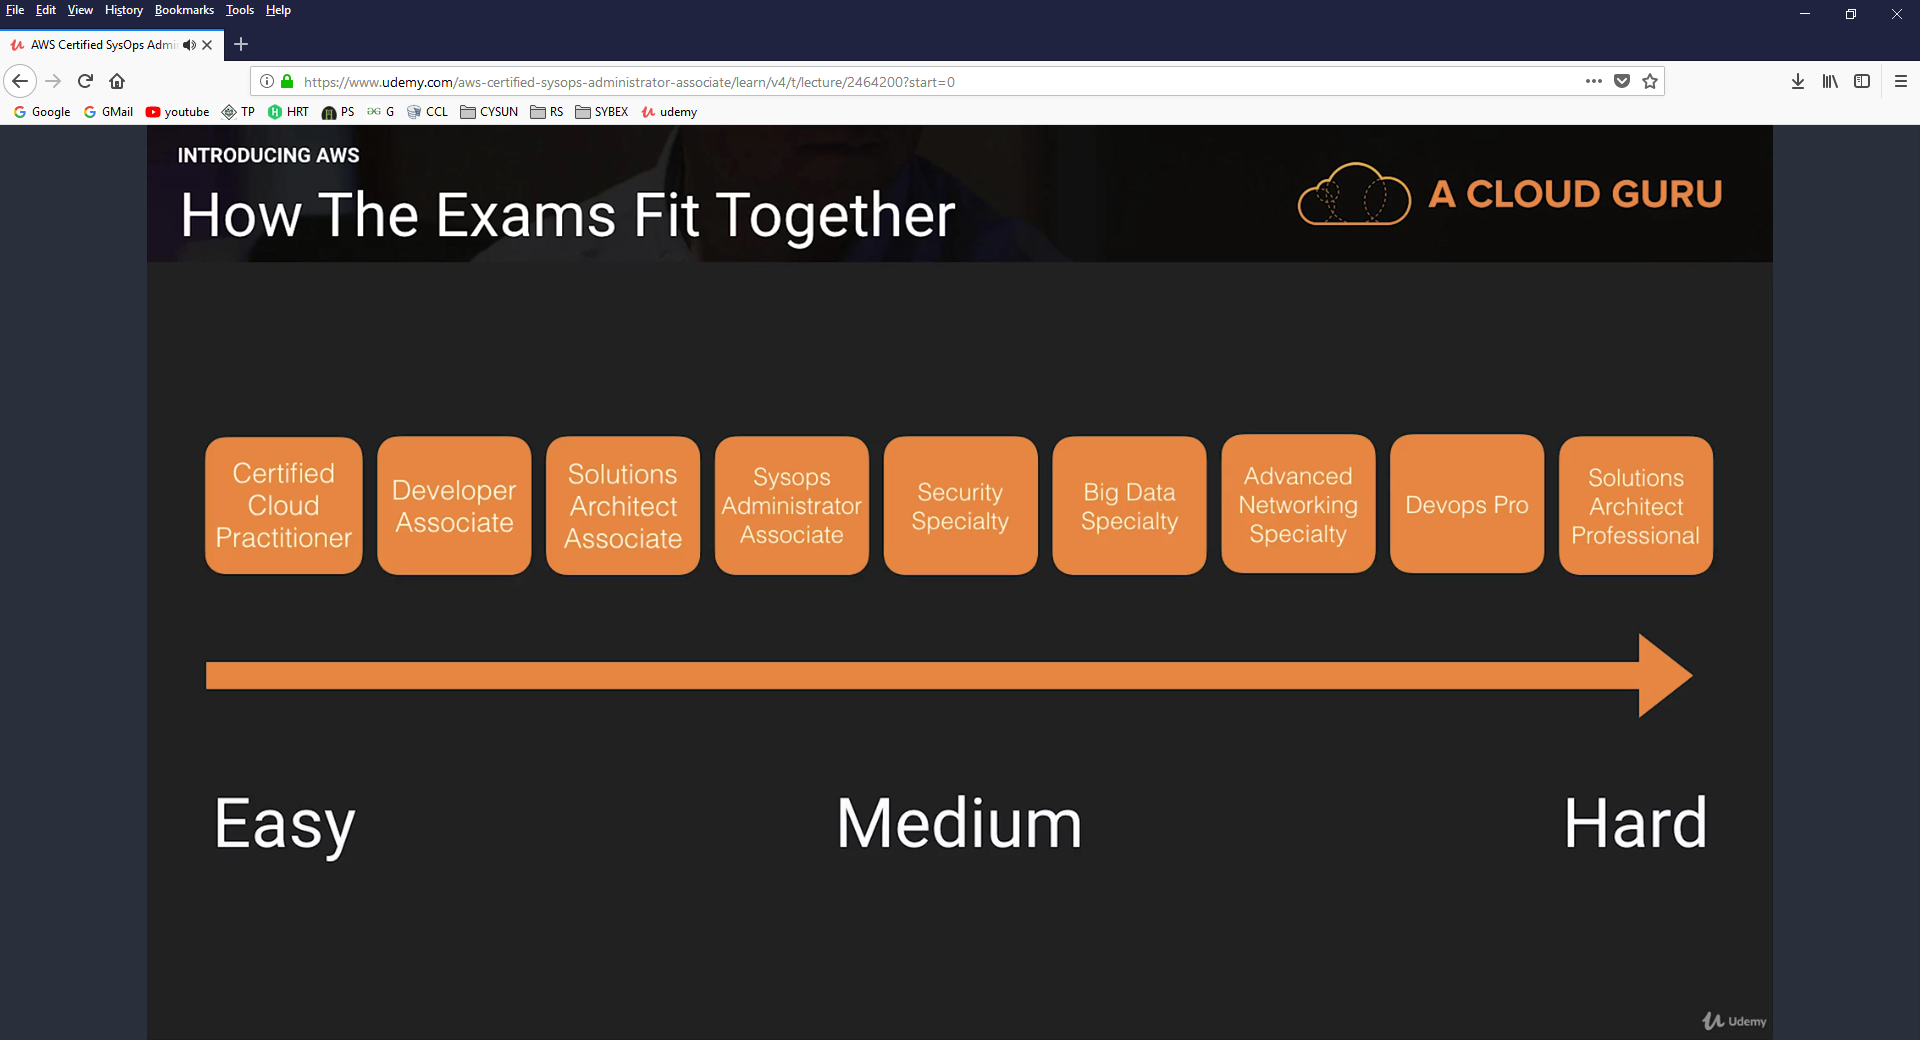 File Edit View History Bookmarks Tools Help
AWS Certified SysOps Admi
https://www.udemy.com/aws-certified-sysops-administrator-associate/learn/v4/t/lecture/2464200?start=0
Google GMail youtube TP HRT PS G CCL CYSUN RS SYBEX udemy
INTRODUCING AWS
How The Exams Fit Together
A CLOUD GURU
Certified
Cloud
Practitioner
Developer
Associate
Solutions
Architect
Associate
Sysops
Administrator
Associate
Security
Specialty
Big Data
Specialty
Advanced
Networking
Specialty
Devops Pro
Solutions
Architect
Professional
Easy
Medium
Hard
Udemy